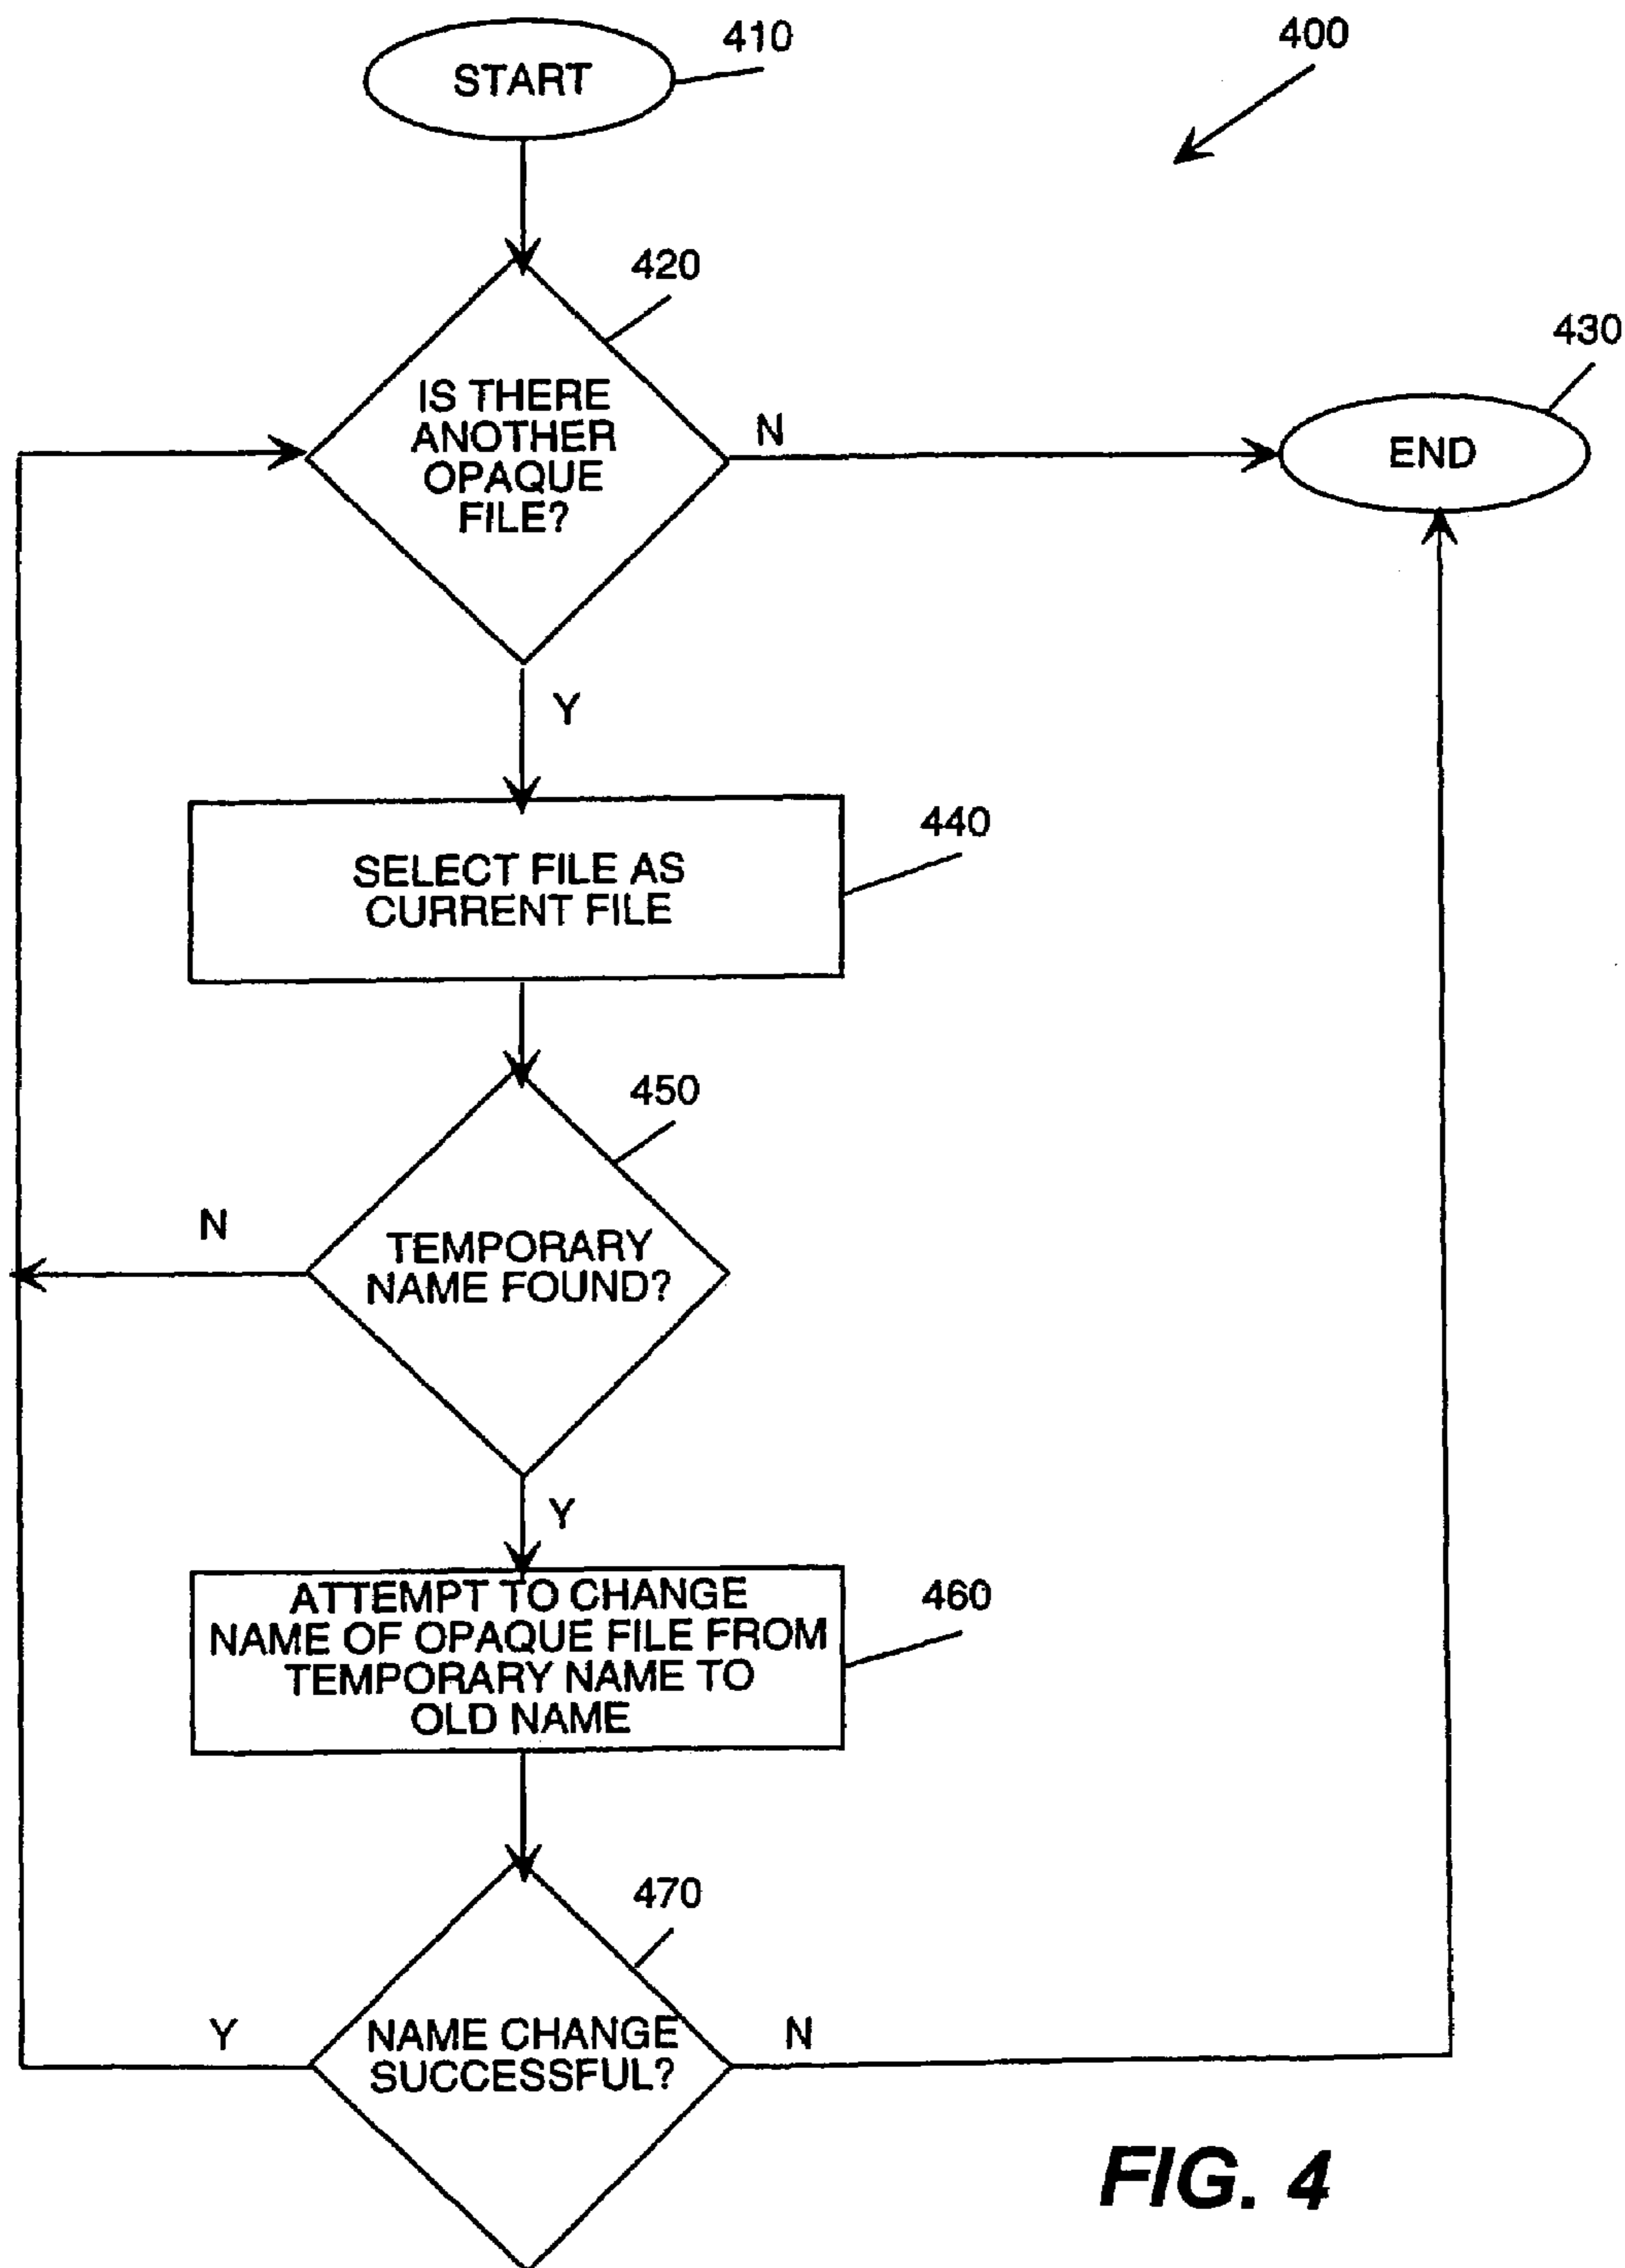 410
400
START
420
430
IS THERE
ANOTHER
OPAQUE
FILE?
N
END
Y
440
SELECT FILE AS
CURRENT FILE
450
N
TEMPORARY
NAME FOUND?
Y
ATTEMPT TO CHANGE
NAME OF OPAQUE FILE FROM
TEMPORARY NAME TO
OLD NAME
460
470
Y
NAME CHANGE
SUCCESSFUL?
N
FIG. 4